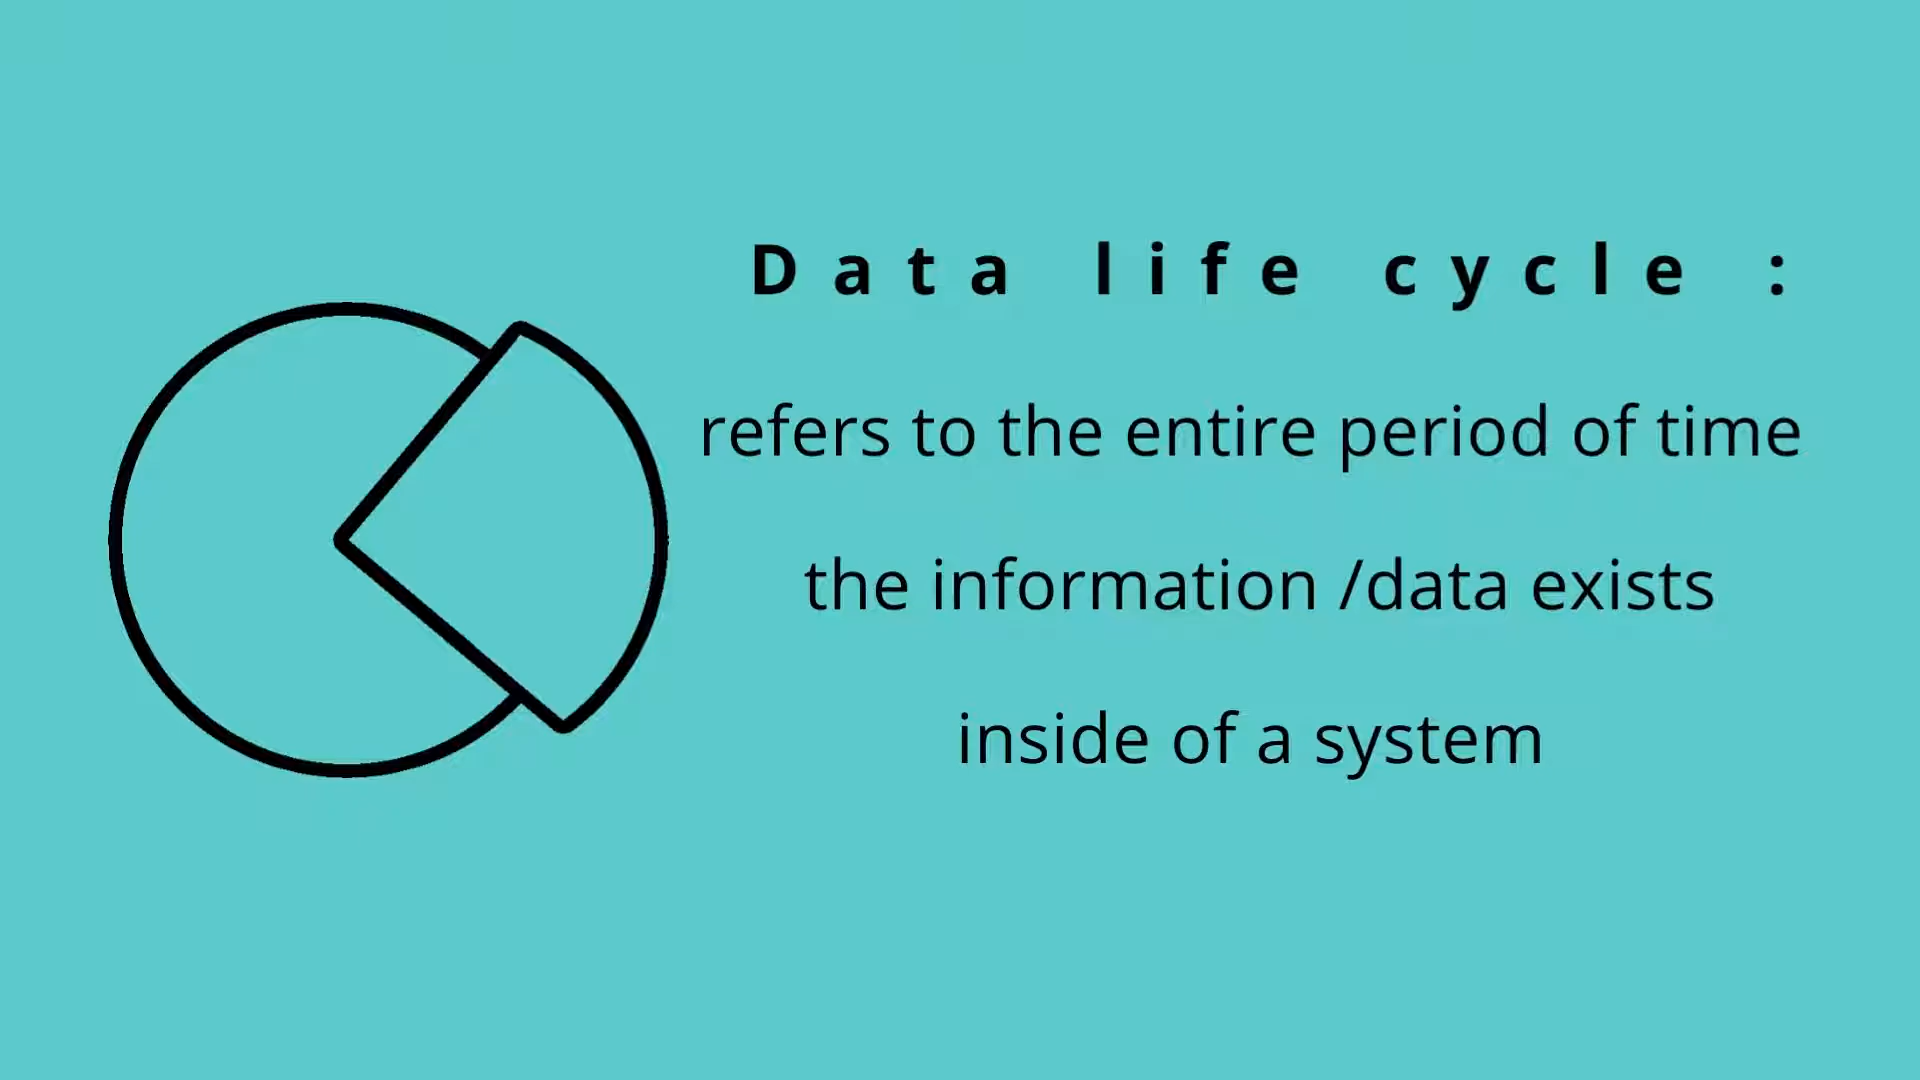 Data life cycle :
refers to the entire period of time
the information /data exists
inside of a system